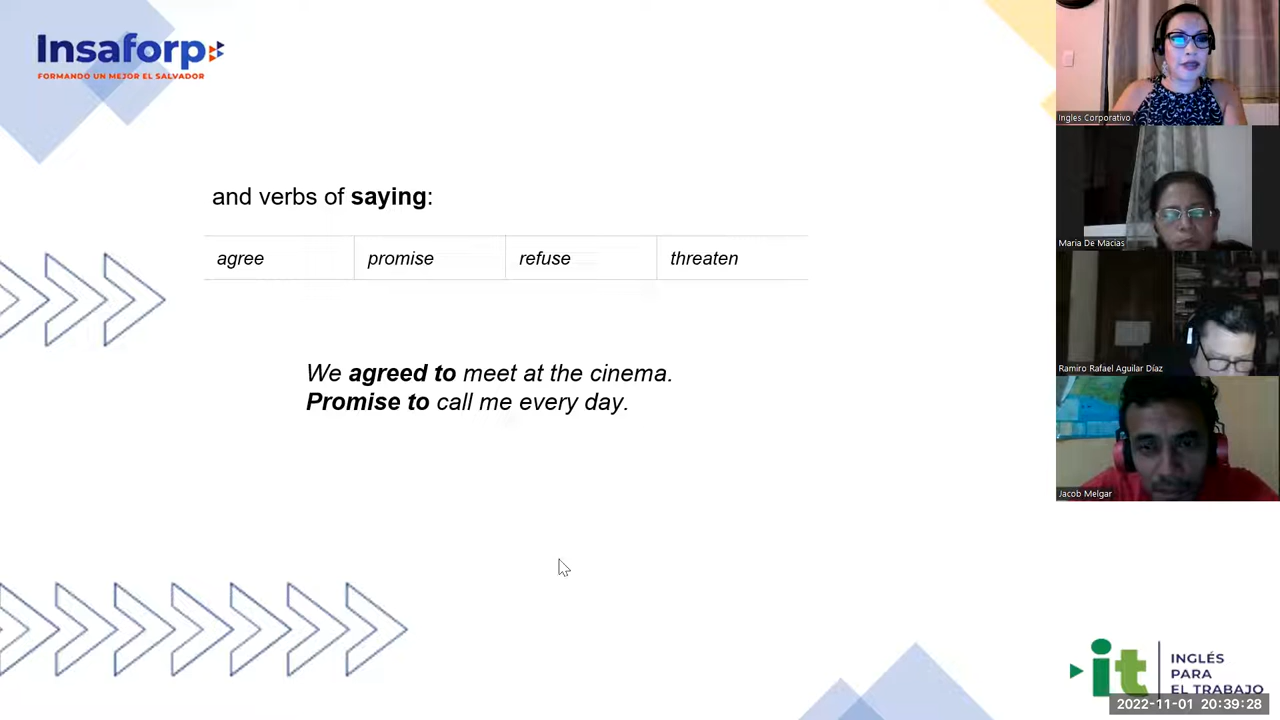 Insaforp
FORMANDO UN MEJOR EL SALVADOR
and verbs of saying:
agree promise refuse threaten
We agreed to meet at the cinema.
Promise to call me every day.
Ingles Corporativo
Maria De Macias
Ramiro Rafael Aguilar Díaz
Jacob Melgar
it INGLÉS
PARA
EL TRABAJO
2022-11-01 20:39:28